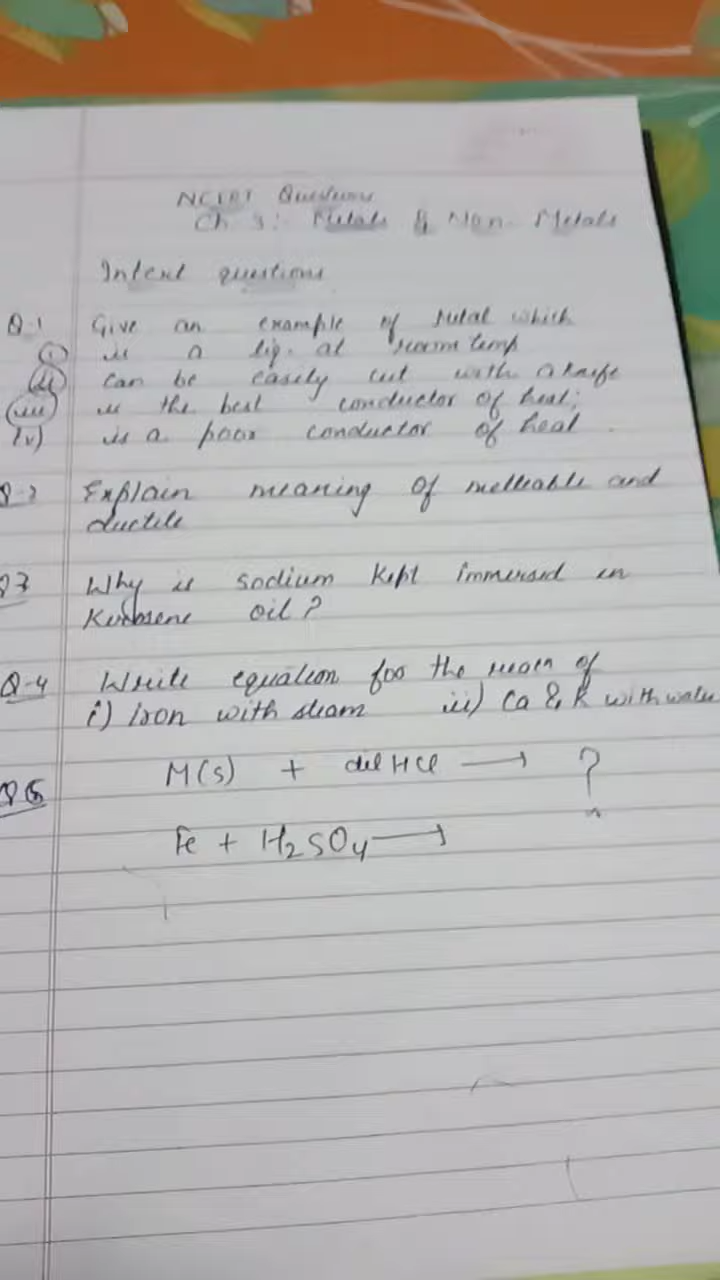 NCERT Questions
Ch 3: Metals & Non-Metals
Intext questions
Q-1 Give an example of Metal which
(i) is a liq. at room temp
(ii) can be easily cut with a knife
(iii) is the best conductor of heat;
iv) is a poor conductor of heat.
Q-2 Explain meaning of melleable and
ductile
Q3 Why is sodium kept immersed in
Kerosene oil?
Q-4 Write equation for the reacn of
i) iron with steam ii) Ca & K with water
Q5 M(s) + dil HCl → ?
Fe + H2SO4 →